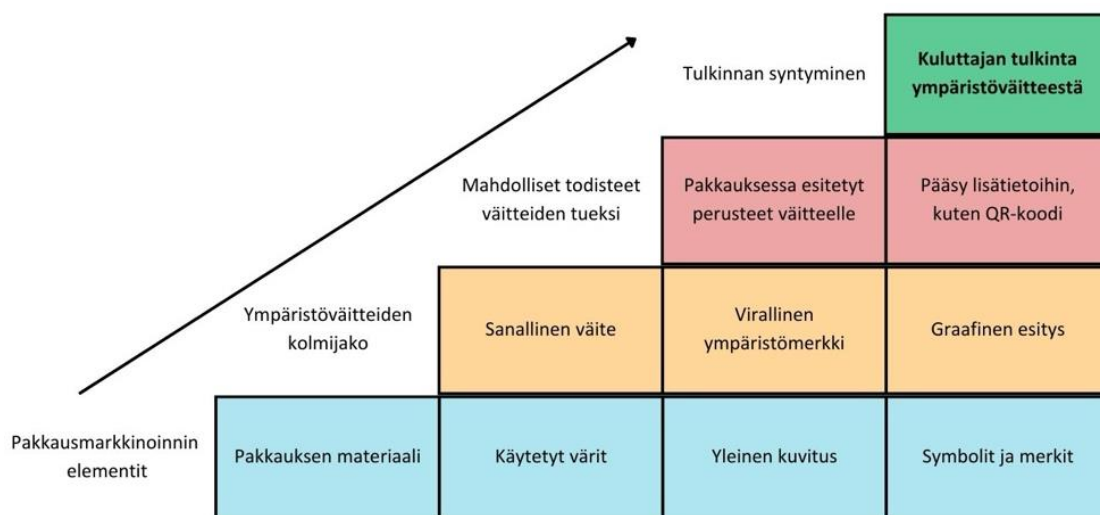 Tulkinnan syntyminen
Kuluttajan tulkinta
ympäristöväitteestä
Mahdolliset todisteet
väitteiden tueksi
Pakkauksessa esitetyt
perusteet väitteelle
Pääsy lisätietoihin,
kuten QR-koodi
Ympäristöväitteiden
kolmijako
Sanallinen väite
Virallinen
ympäristömerkki
Graafinen esitys
Pakkausmarkkinoinnin
elementit
Pakkauksen materiaali
Käytetyt värit
Yleinen kuvitus
Symbolit ja merkit